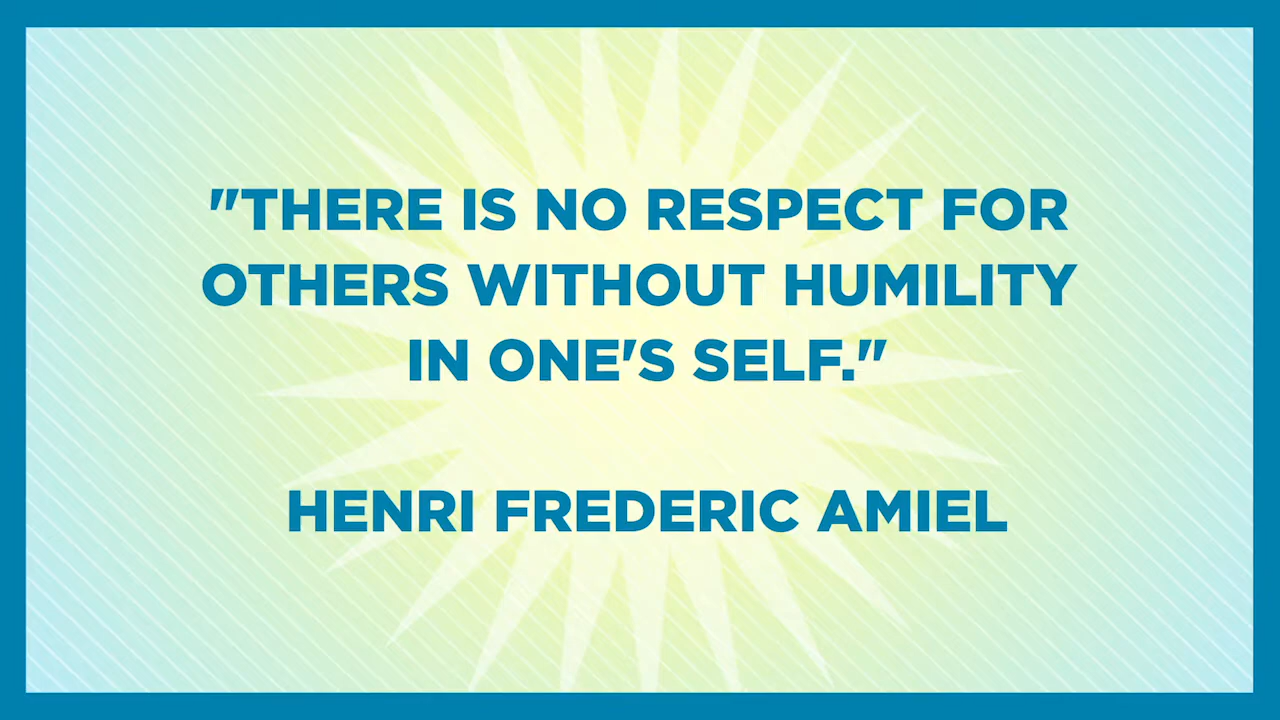 "THERE IS NO RESPECT FOR
OTHERS WITHOUT HUMILITY
IN ONE'S SELF."
HENRI FREDERIC AMIEL